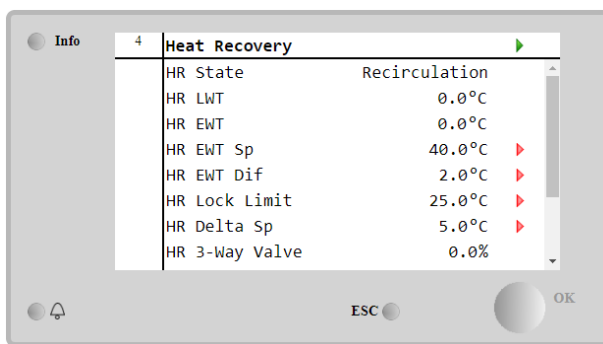 Info
4 Heat Recovery
HR State Recirculation
HR LWT 0.0°C
HR EWT 0.0°C
HR EWT Sp 40.0°C
HR EWT Dif 2.0°C
HR Lock Limit 25.0°C
HR Delta Sp 5.0°C
HR 3-Way Valve 0.0%
ESC
OK